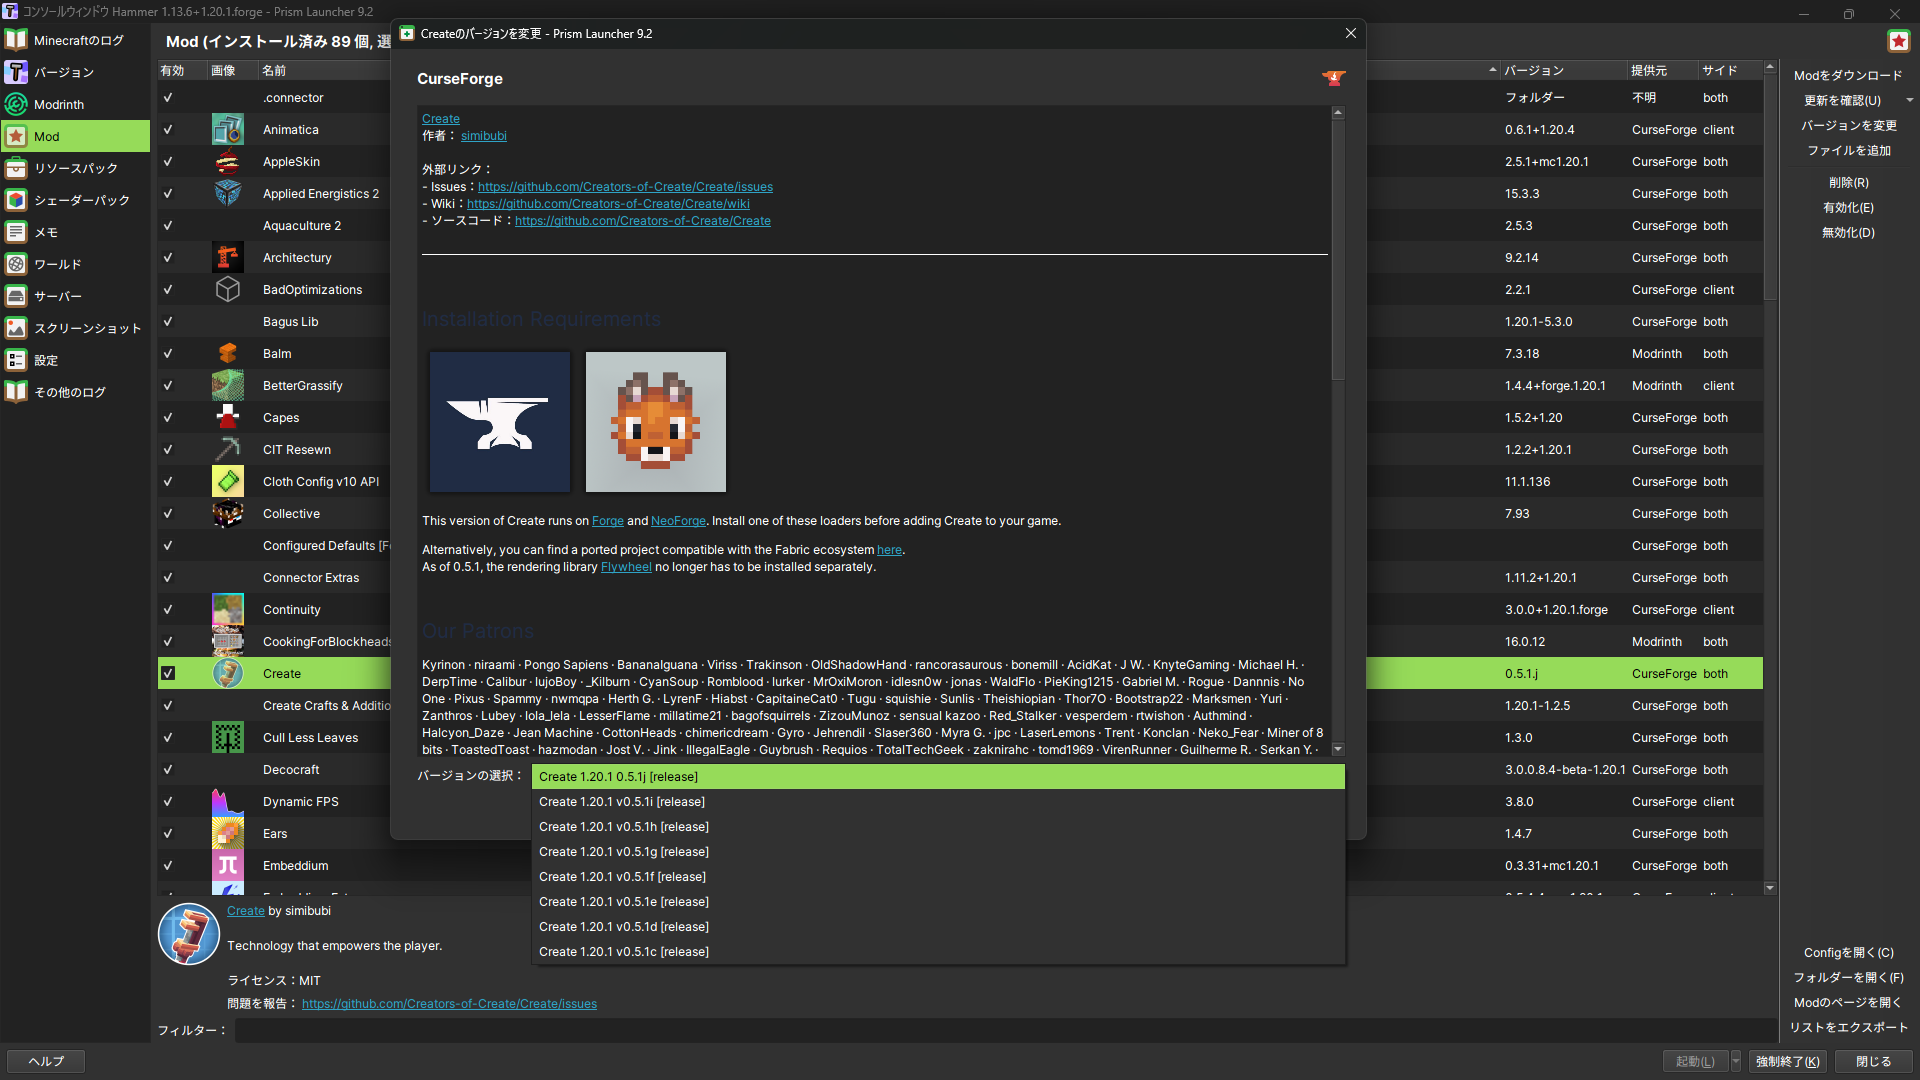 コンソールウィンドウ Hammer 1.13.6+1.20.1.forge - Prism Launcher 9.2
Minecraftのログ
バージョン
Modrinth
Mod
リソースパック
シェーダーパック
メモ
ワールド
サーバー
スクリーンショット
設定
その他のログ
Mod (インストール済み 89 個, 選
有効 画像 名前
.connector
Animatica
AppleSkin
Applied Energistics 2
Aquaculture 2
Architectury
BadOptimizations
Bagus Lib
Balm
BetterGrassify
Capes
CIT Resewn
Cloth Config v10 API
Collective
Configured Defaults [F
Connector Extras
Continuity
CookingForBlockheads
Create
Create Crafts & Additio
Cull Less Leaves
Decocraft
Dynamic FPS
Ears
Embeddium
Createのバージョンを変更 - Prism Launcher 9.2
CurseForge
Create
作者： simibubi
外部リンク：
- Issues：https://github.com/Creators-of-Create/Create/issues
- Wiki：https://github.com/Creators-of-Create/Create/wiki
- ソースコード：https://github.com/Creators-of-Create/Create
Installation Requirements
This version of Create runs on Forge and NeoForge. Install one of these loaders before adding Create to your game.
Alternatively, you can find a ported project compatible with the Fabric ecosystem here.
As of 0.5.1, the rendering library Flywheel no longer has to be installed separately.
Our Patrons
Kyrinon · niraami · Pongo Sapiens · BananaIguana · Viriss · Trakinson · OldShadowHand · rancorasaurous · bonemill · AcidKat · J W. · KnyteGaming · Michael H. ·
DerpTime · Calibur · lujoBoy · _Kilburn · CyanSoup · Romblood · lurker · MrOxiMoron · idlesn0w · jonas · WaldFlo · PieKing1215 · Gabriel M. · Rogue · Dannnis · No
One · Pixus · Spammy · nwmqpa · Herth G. · LyrenF · Hiabst · CapitaineCat0 · Tugu · squishie · Sunlis · Theishiopian · Thor7O · Bootstrap22 · Marksmen · Yuri ·
Zanthros · Lubey · lola_lela · LesserFlame · millatime21 · bagofsquirrels · ZizouMunoz · sensual kazoo · Red_Stalker · vesperdem · rtwishon · Authmind ·
Halcyon_Daze · Jean Machine · CottonHeads · chimericdream · Gyro · Jehrendil · Slaser360 · Myra G. · jpc · LaserLemons · Trent · Konclan · Neko_Fear · Miner of 8
bits · ToastedToast · hazmodan · Jost V. · Jink · IllegalEagle · Guybrush · Requios · TotalTechGeek · zaknirahc · tomd1969 · VirenRunner · Guilherme R. · Serkan Y. ·
バージョンの選択： Create 1.20.1 0.5.1j [release]
Create 1.20.1 v0.5.1i [release]
Create 1.20.1 v0.5.1h [release]
Create 1.20.1 v0.5.1g [release]
Create 1.20.1 v0.5.1f [release]
Create 1.20.1 v0.5.1e [release]
Create 1.20.1 v0.5.1d [release]
Create 1.20.1 v0.5.1c [release]
バージョン 提供元 サイド
フォルダー 不明 both
0.6.1+1.20.4 CurseForge client
2.5.1+mc1.20.1 CurseForge both
15.3.3 CurseForge both
2.5.3 CurseForge both
9.2.14 CurseForge both
2.2.1 CurseForge client
1.20.1-5.3.0 CurseForge both
7.3.18 Modrinth both
1.4.4+forge.1.20.1 Modrinth client
1.5.2+1.20 CurseForge both
1.2.2+1.20.1 CurseForge both
11.1.136 CurseForge both
7.93 CurseForge both
CurseForge both
1.11.2+1.20.1 CurseForge both
3.0.0+1.20.1.forge CurseForge client
16.0.12 Modrinth both
0.5.1.j CurseForge both
1.20.1-1.2.5 CurseForge both
1.3.0 CurseForge both
3.0.0.8.4-beta-1.20.1 CurseForge both
3.8.0 CurseForge client
1.4.7 CurseForge both
0.3.31+mc1.20.1 CurseForge both
Modをダウンロード
更新を確認(U)
バージョンを変更
ファイルを追加
削除(R)
有効化(E)
無効化(D)
Configを開く(C)
フォルダーを開く(F)
Modのページを開く
リストをエクスポート
Create by simibubi
Technology that empowers the player.
ライセンス：MIT
問題を報告： https://github.com/Creators-of-Create/Create/issues
フィルター：
ヘルプ
起動(L) 強制終了(K) 閉じる